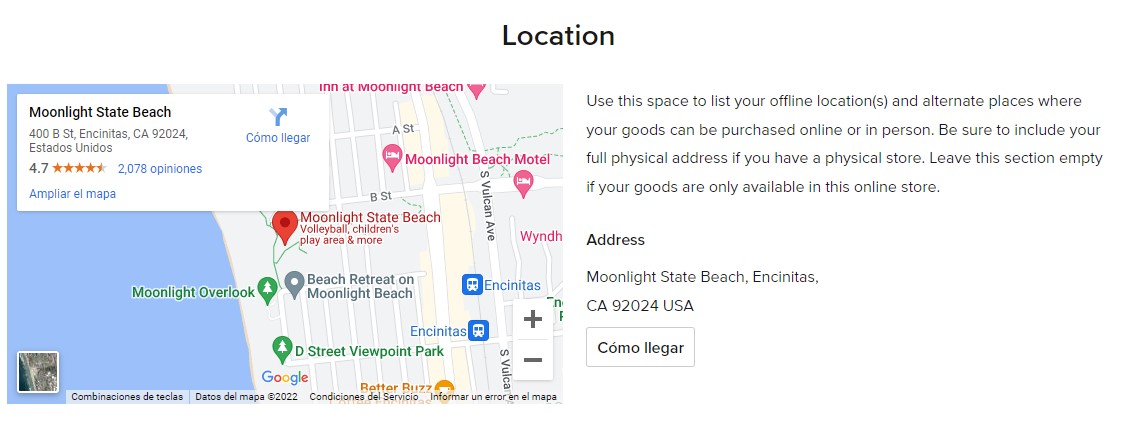 Location
Inn at Moonlight Beach
Moonlight State Beach
400 B St, Encinitas, CA 92024,
Estados Unidos
4.7
2,078 opiniones
Ampliar el mapa
Cómo llegar
A St
Moonlight Beach Motel
B St
S Vulcan Ave
Moonlight State Beach
Volleyball, children's
play area & more
Wyndh
Beach Retreat on
Moonlight Beach
Moonlight Overlook
Encinitas
Encinitas
D Street Viewpoint Park
S Vulca
Google
Better Buzz
Combinaciones de teclas
Datos del mapa ©2022
Condiciones del Servicio
Informar un error en el mapa
Use this space to list your offline location(s) and alternate places where
your goods can be purchased online or in person. Be sure to include your
full physical address if you have a physical store. Leave this section empty
if your goods are only available in this online store.
Address
Moonlight State Beach, Encinitas,
CA 92024 USA
Cómo llegar